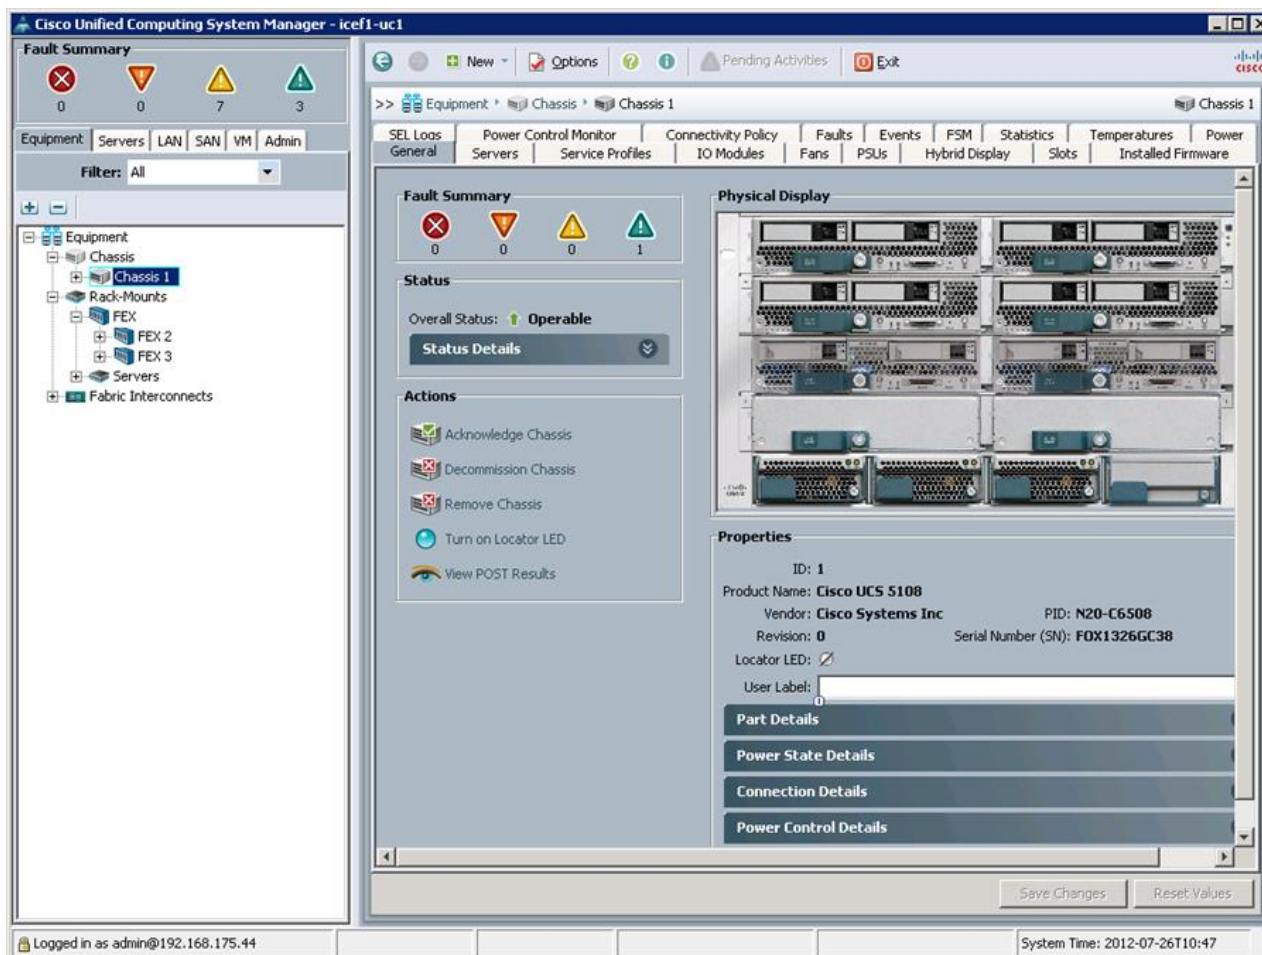 Cisco Unified Computing System Manager - icef1-uc1
Fault Summary
0 0 7 3
Equipment Servers LAN SAN VM Admin
Filter: All
Equipment
Chassis
Chassis 1
Rack-Mounts
FEX
FEX 2
FEX 3
Servers
Fabric Interconnects
New Options Pending Activities Exit
CISCO
>> Equipment Chassis Chassis 1 Chassis 1
SEL Logs Power Control Monitor Connectivity Policy Faults Events FSM Statistics Temperatures Power
General Servers Service Profiles IO Modules Fans PSUs Hybrid Display Slots Installed Firmware
Fault Summary
0 0 0 1
Status
Overall Status: Operable
Status Details
Actions
Acknowledge Chassis
Decommission Chassis
Remove Chassis
Turn on Locator LED
View POST Results
Physical Display
Properties
ID: 1
Product Name: Cisco UCS 5108
Vendor: Cisco Systems Inc PID: N20-C6508
Revision: 0 Serial Number (SN): FOX1326GC38
Locator LED:
User Label:
Part Details
Power State Details
Connection Details
Power Control Details
Save Changes Reset Values
Logged in as admin@192.168.175.44 System Time: 2012-07-26T10:47